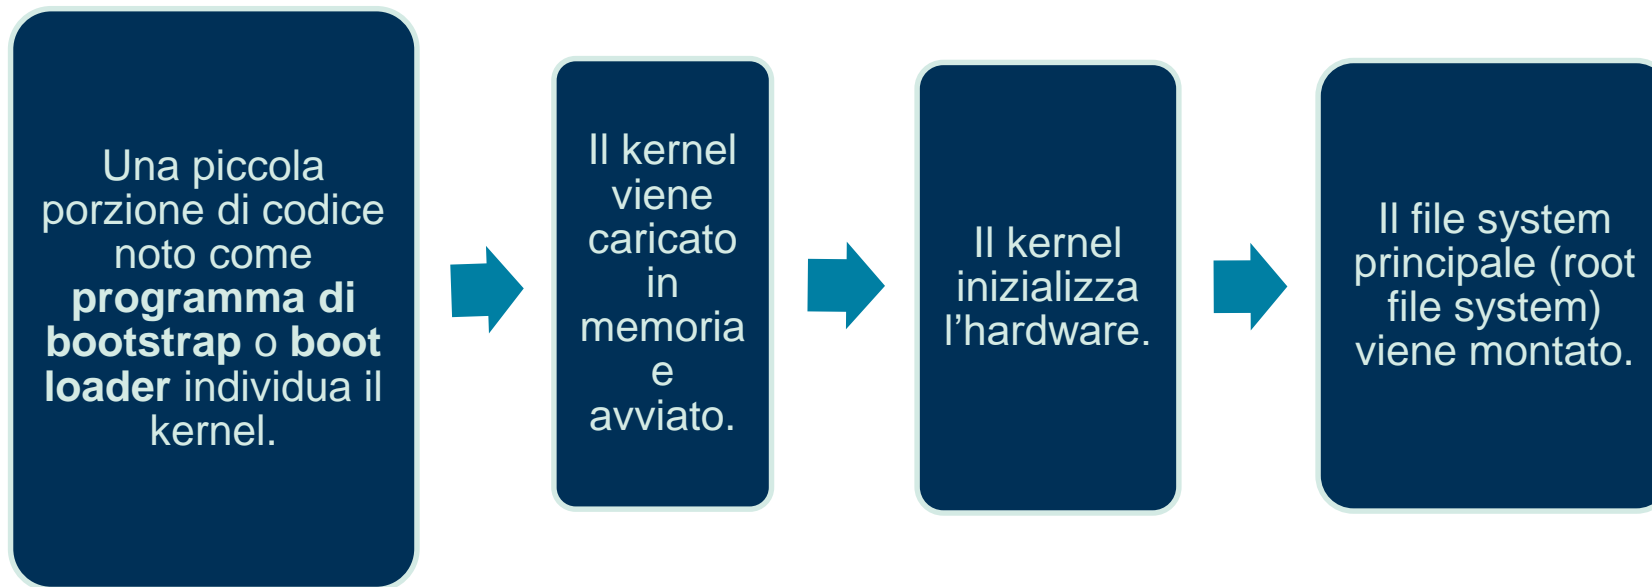 Una piccola
porzione di codice
noto come
programma di
bootstrap o boot
loader individua il
kernel.
Il kernel
viene
caricato
in
memoria
e
avviato.
Il kernel
inizializza
l’hardware.
Il file system
principale (root
file system)
viene montato.